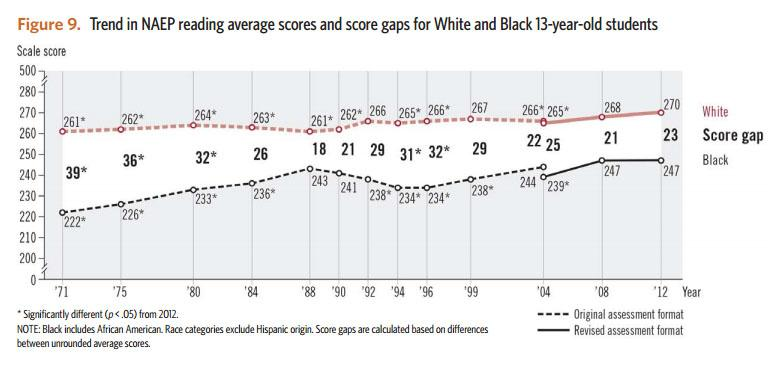 Figure 9. Trend in NAEP reading average scores and score gaps for White and Black 13-year-old students
Scale score
500
280
270
260
250
240
230
220
210
200
0
261* 262* 264* 263* 261* 262* 266 265* 266* 267 266* 265* 268 270
White
39* 36* 32* 26 18 21 29 31* 32* 29 22 25 21 23
Score gap
Black
222* 226* 233* 236* 243 241 238* 234* 234* 238* 244 239* 247 247
'71 '75 '80 '84 '88 '90 '92 '94 '96 '99 '04 '08 '12 Year
* Significantly different (p < .05) from 2012.
NOTE: Black includes African American. Race categories exclude Hispanic origin. Score gaps are calculated based on differences
between unrounded average scores.
Original assessment format
Revised assessment format